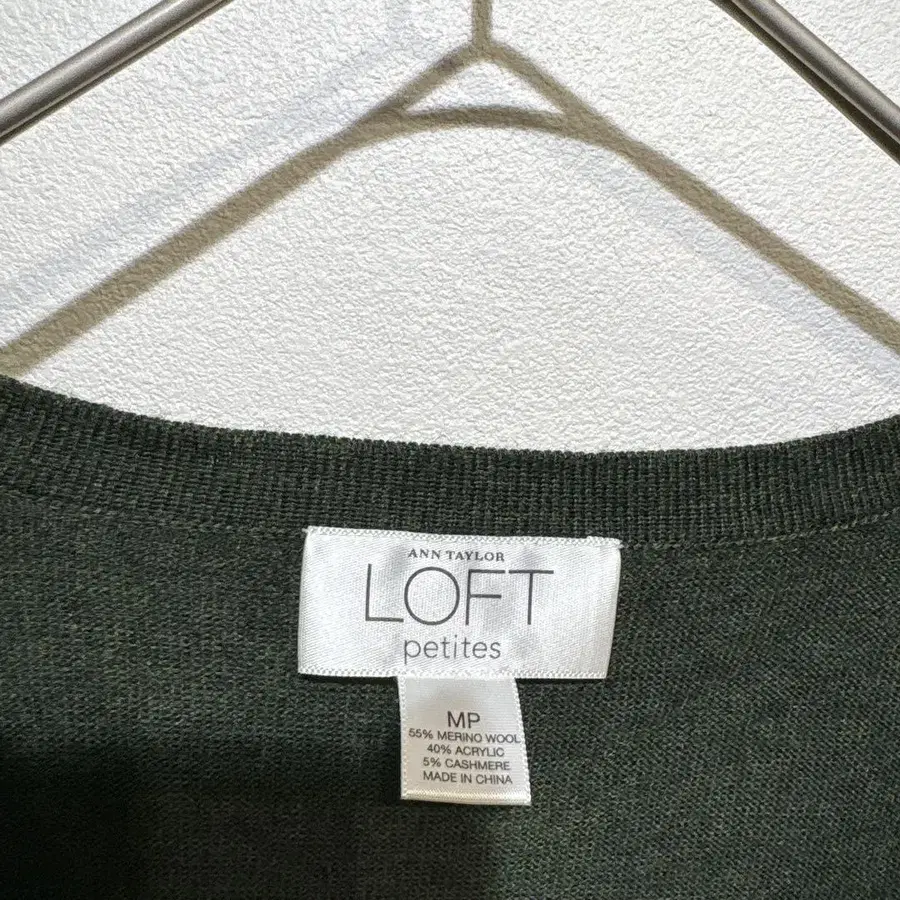 ANN TAYLOR
LOFT
petites
MP
55% MERINO WOOL
40% ACRYLIC
5% CASHMERE
MADE IN CHINA